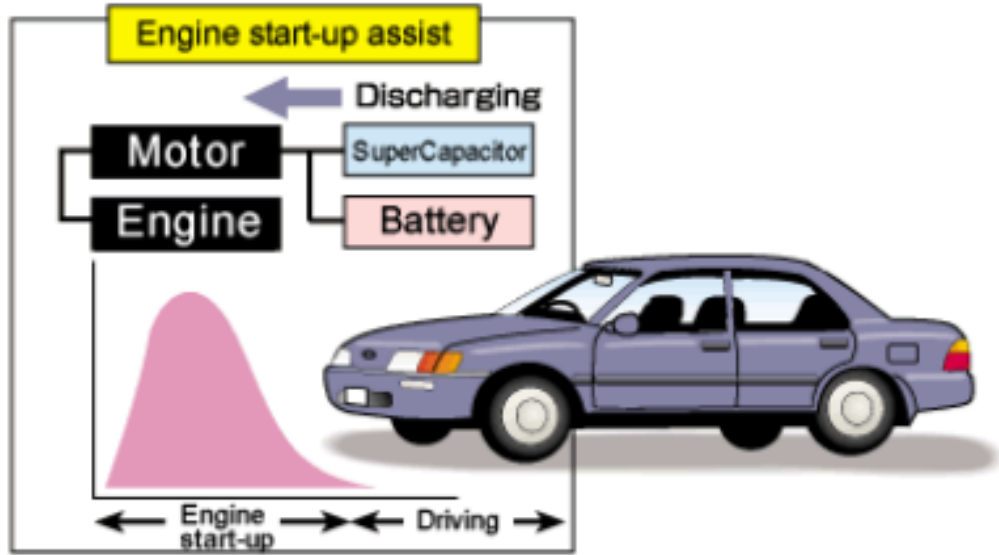 Engine start-up assist
Discharging
Motor
SuperCapacitor
Engine
Battery
Engine
start-up
Driving